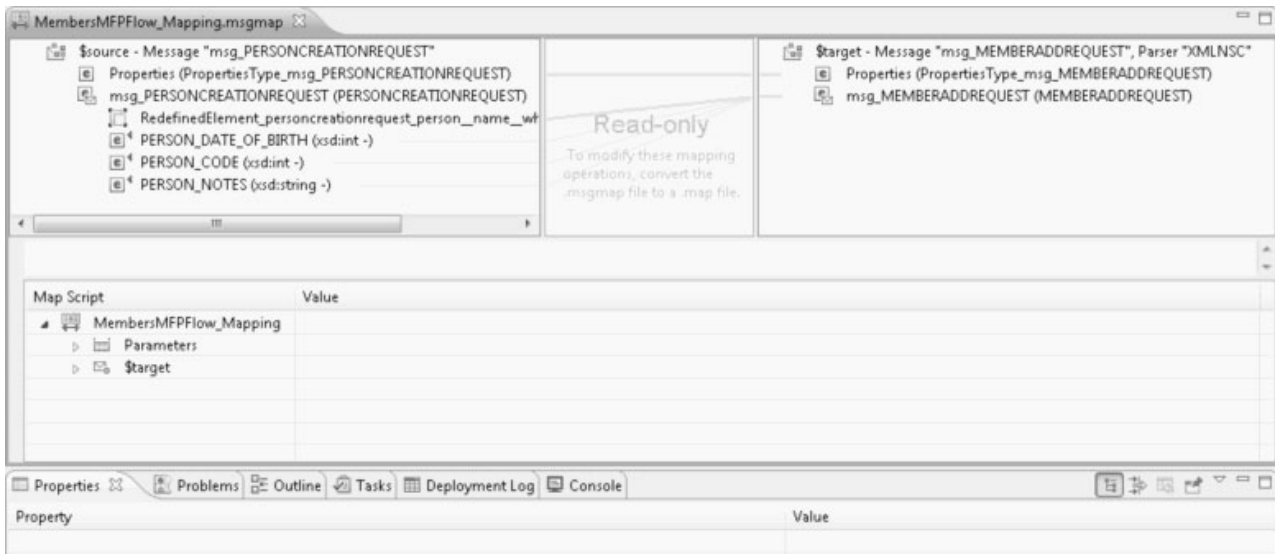 MembersMFPFlow_Mapping.msgmap
$source - Message "msg_PERSONCREATIONREQUEST"
Properties (PropertiesType_msg_PERSONCREATIONREQUEST)
msg_PERSONCREATIONREQUEST (PERSONCREATIONREQUEST)
RedefinedElement_personcreationrequest_person__name__wh
PERSON_DATE_OF_BIRTH (xsd:int -)
PERSON_CODE (xsd:int -)
PERSON_NOTES (xsd:string -)
Read-only
To modify these mapping
operations, convert the
.msgmap file to a .map file.
$target - Message "msg_MEMBERADDREQUEST", Parser "XMLNSC"
Properties (PropertiesType_msg_MEMBERADDREQUEST)
msg_MEMBERADDREQUEST (MEMBERADDREQUEST)
Map Script Value
MembersMFPFlow_Mapping
Parameters
$target
Properties Problems Outline Tasks Deployment Log Console
Property Value